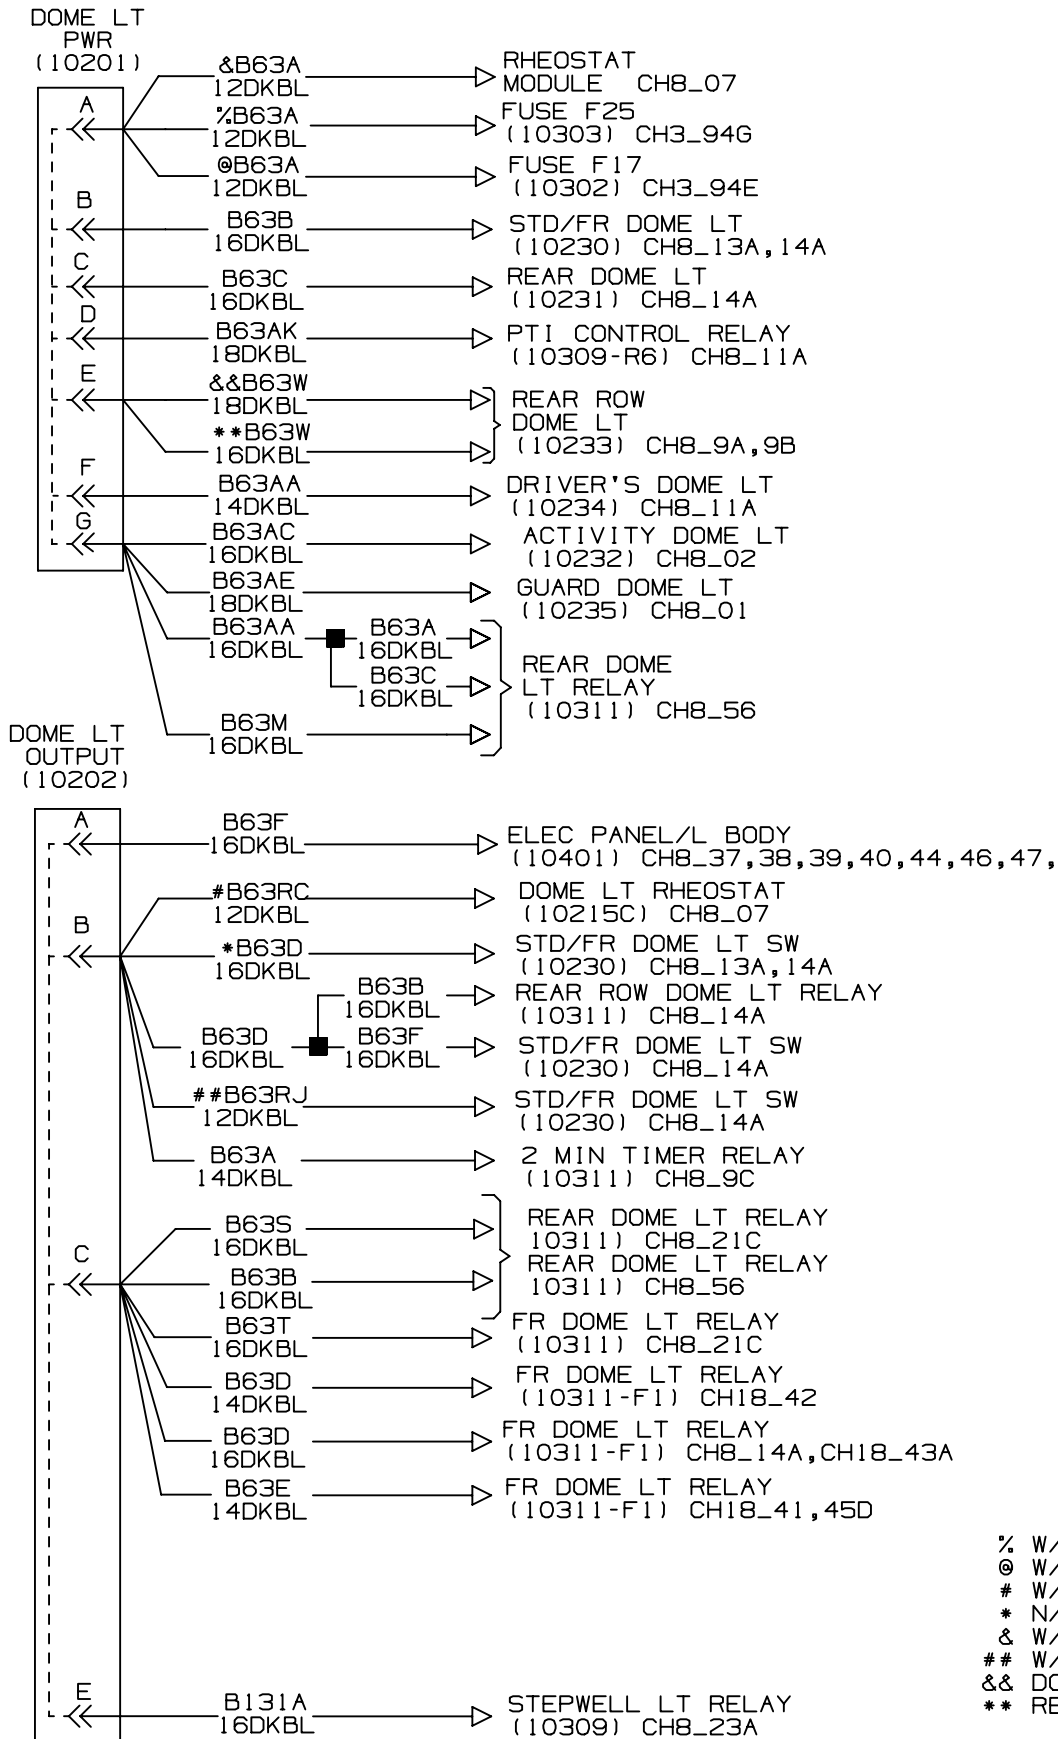 DOME LT
PWR
(10201)
A
&B63A
12DKBL
RHEOSTAT
MODULE CH8_07
%B63A
12DKBL
FUSE F25
(10303) CH3_94G
@B63A
12DKBL
FUSE F17
(10302) CH3_94E
B
B63B
16DKBL
STD/FR DOME LT
(10230) CH8_13A,14A
C
B63C
16DKBL
REAR DOME LT
(10231) CH8_14A
D
B63AK
18DKBL
PTI CONTROL RELAY
(10309-R6) CH8_11A
E
&&B63W
18DKBL
**B63W
16DKBL
REAR ROW
DOME LT
(10233) CH8_9A,9B
F
B63AA
14DKBL
DRIVER'S DOME LT
(10234) CH8_11A
G
B63AC
16DKBL
ACTIVITY DOME LT
(10232) CH8_02
B63AE
18DKBL
GUARD DOME LT
(10235) CH8_01
B63AA
16DKBL
B63A
16DKBL
B63C
16DKBL
REAR DOME
LT RELAY
(10311) CH8_56
B63M
16DKBL
DOME LT
OUTPUT
(10202)
A
B63F
16DKBL
ELEC PANEL/L BODY
(10401) CH8_37,38,39,40,44,46,47,
B
#B63RC
12DKBL
DOME LT RHEOSTAT
(10215C) CH8_07
*B63D
16DKBL
STD/FR DOME LT SW
(10230) CH8_13A,14A
B63B
16DKBL
REAR ROW DOME LT RELAY
(10311) CH8_14A
B63D
16DKBL
B63F
16DKBL
STD/FR DOME LT SW
(10230) CH8_14A
##B63RJ
12DKBL
STD/FR DOME LT SW
(10230) CH8_14A
B63A
14DKBL
2 MIN TIMER RELAY
(10311) CH8_9C
C
B63S
16DKBL
REAR DOME LT RELAY
10311) CH8_21C
B63B
16DKBL
REAR DOME LT RELAY
10311) CH8_56
B63T
16DKBL
FR DOME LT RELAY
(10311) CH8_21C
B63D
14DKBL
FR DOME LT RELAY
(10311-F1) CH18_42
B63D
16DKBL
FR DOME LT RELAY
(10311-F1) CH8_14A,CH18_43A
B63E
14DKBL
FR DOME LT RELAY
(10311-F1) CH18_41,45D
% W/
@ W/
# W/
* N/
& W/
## W/
&& DO
** RE
E
B131A
16DKBL
STEPWELL LT RELAY
(10309) CH8_23A